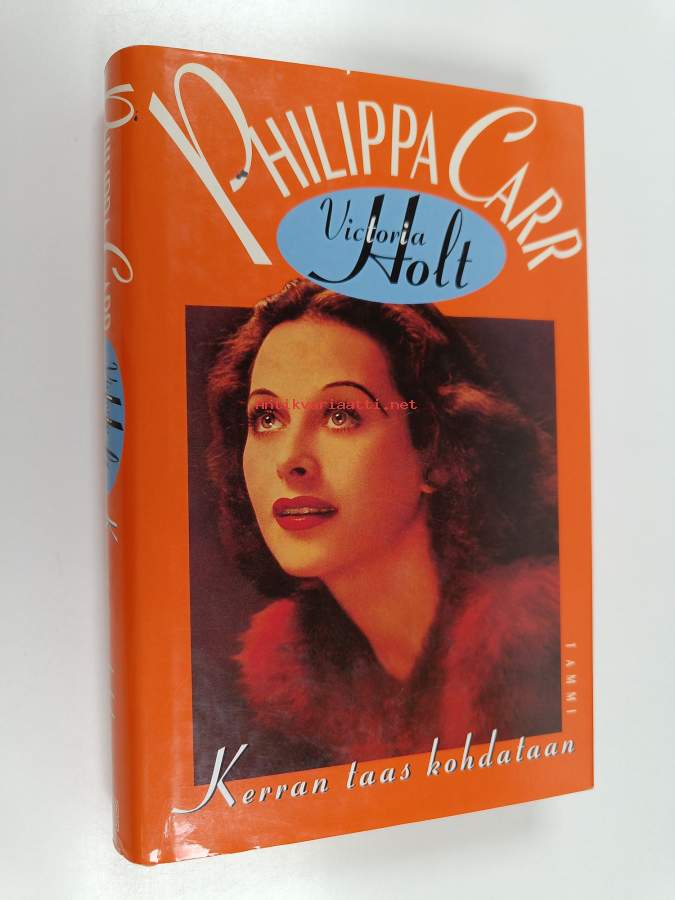 PHILIPPA CARR
Victoria
Holt
antikvariaatti.net
TAMMI
Kerran taas kohdataan